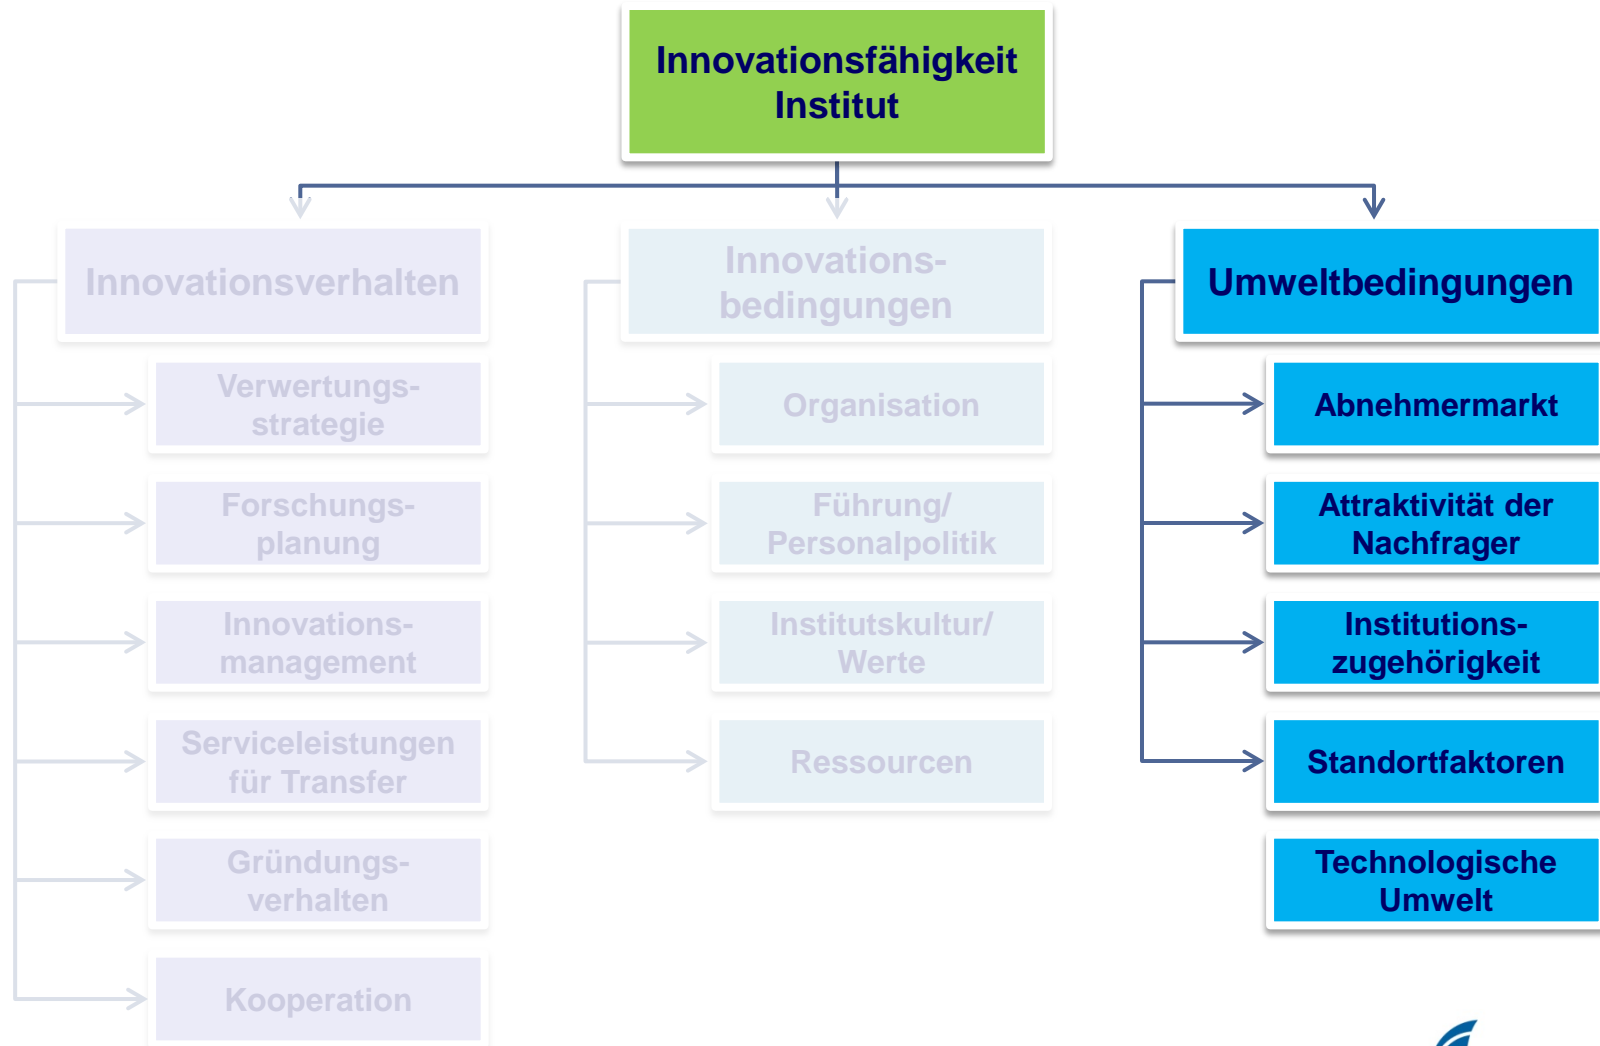 Innovationsfähigkeit
Institut
Innovationsverhalten
Verwertungs-
strategie
Forschungs-
planung
Innovations-
management
Serviceleistungen
für Transfer
Gründungs-
verhalten
Kooperation
Innovations-
bedingungen
Organisation
Führung/
Personalpolitik
Institutskultur/
Werte
Ressourcen
Umweltbedingungen
Abnehmermarkt
Attraktivität der
Nachfrager
Institutions-
zugehörigkeit
Standortfaktoren
Technologische
Umwelt